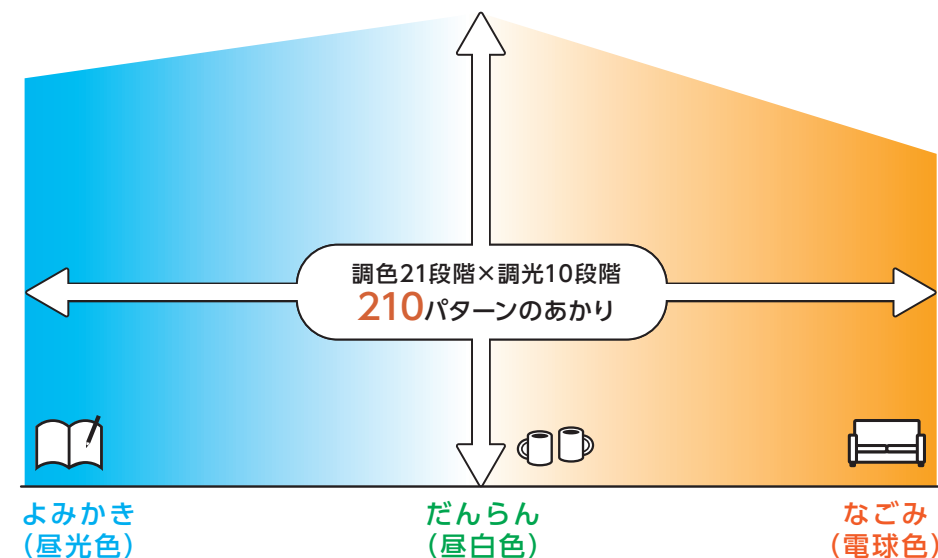 調色21段階×調光10段階
210パターンのあかり
よみかき
(昼光色)
だんらん
(昼白色)
なごみ
(電球色)